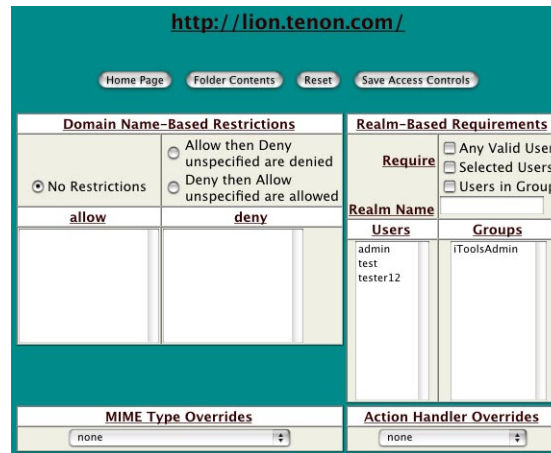 http://lion.tenon.com/
Home Page Folder Contents Reset Save Access Controls
Domain Name-Based Restrictions
No Restrictions
Allow then Deny
unspecified are denied
Deny then Allow
unspecified are allowed
allow deny
Realm-Based Requirements
Require
Any Valid User
Selected Users
Users in Group
Realm Name
Users Groups
admin
test
tester12
iToolsAdmin
MIME Type Overrides
none
Action Handler Overrides
none